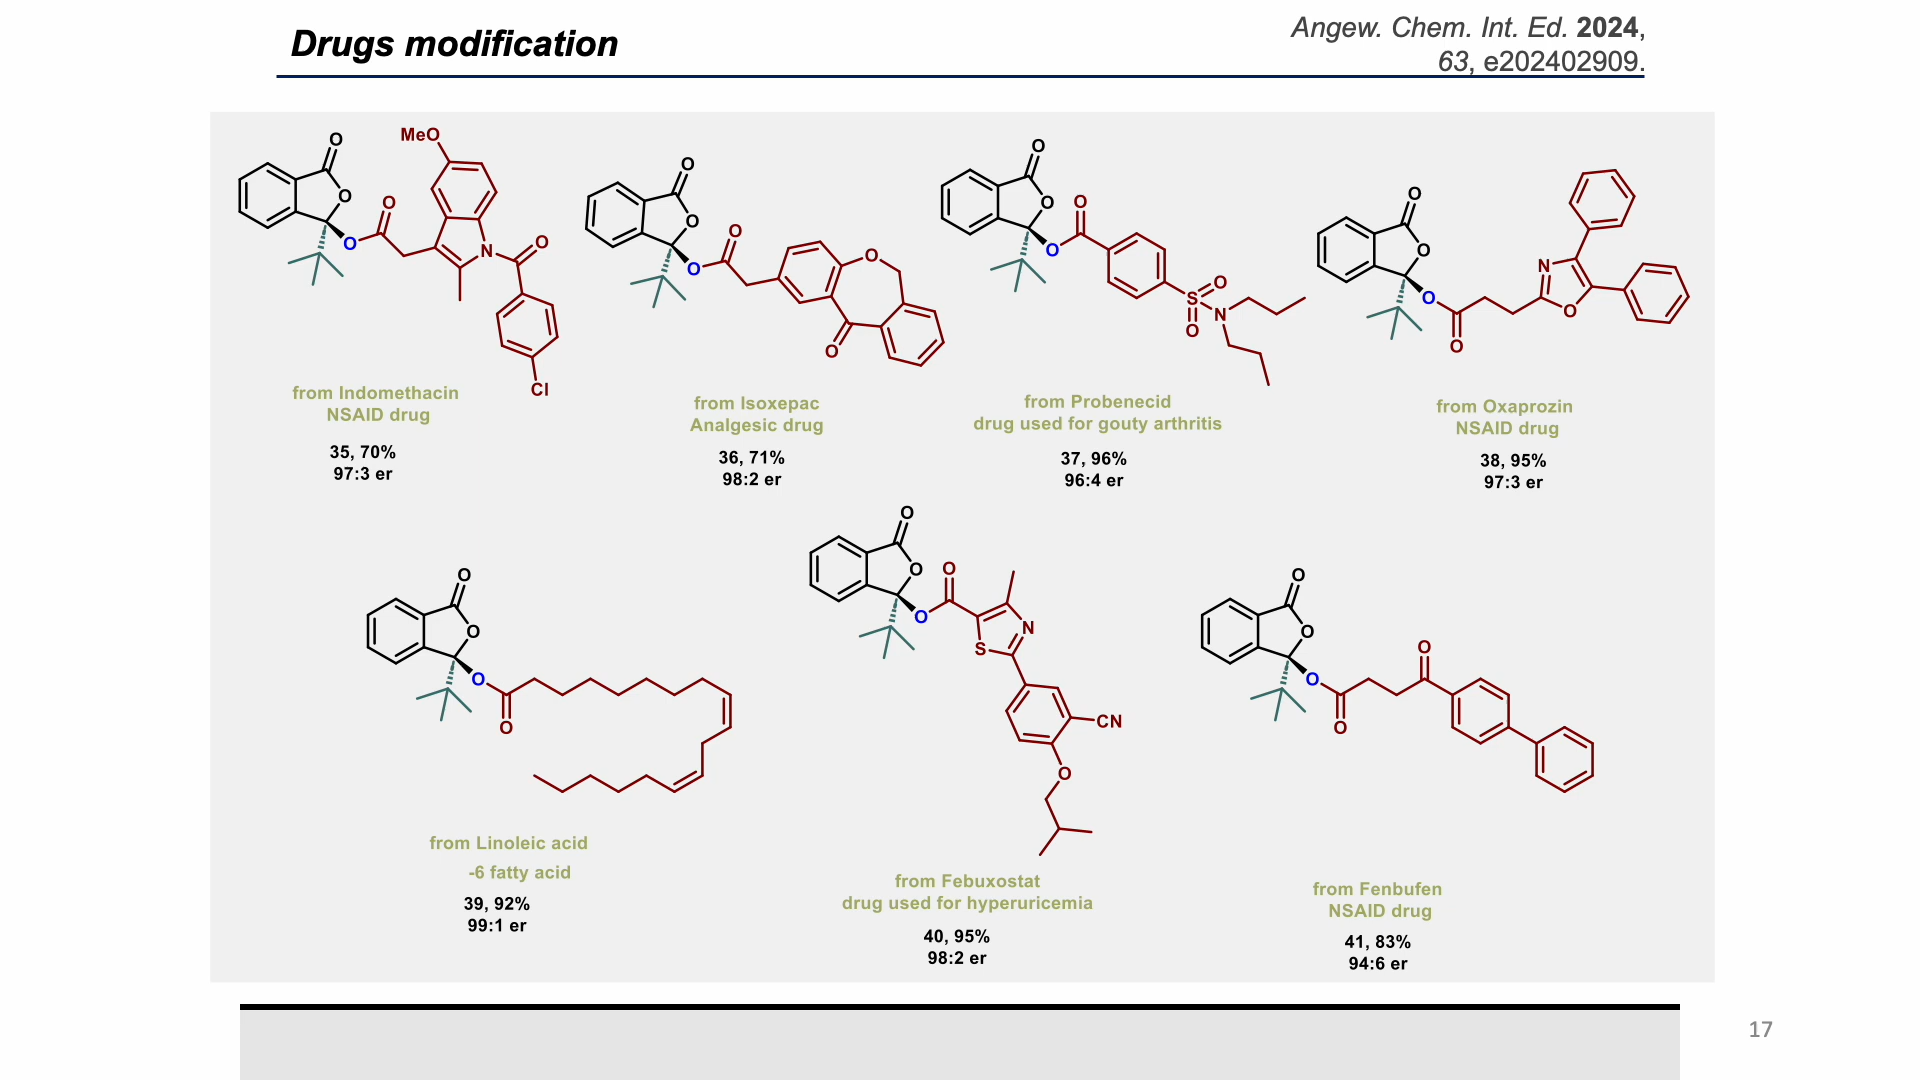 Drugs modification
Angew. Chem. Int. Ed. 2024,
63, e202402909.
O
O
O
O
MeO
N
O
Cl
from Indomethacin
NSAID drug
35, 70%
97:3 er
O
O
O
O
O
O
from Isoxepac
Analgesic drug
36, 71%
98:2 er
O
O
O
O
S
O
O
N
from Probenecid
drug used for gouty arthritis
37, 96%
96:4 er
O
O
O
O
N
O
from Oxaprozin
NSAID drug
38, 95%
97:3 er
O
O
O
O
from Linoleic acid
-6 fatty acid
39, 92%
99:1 er
O
O
O
O
N
S
CN
O
from Febuxostat
drug used for hyperuricemia
40, 95%
98:2 er
O
O
O
O
O
from Fenbufen
NSAID drug
41, 83%
94:6 er
17